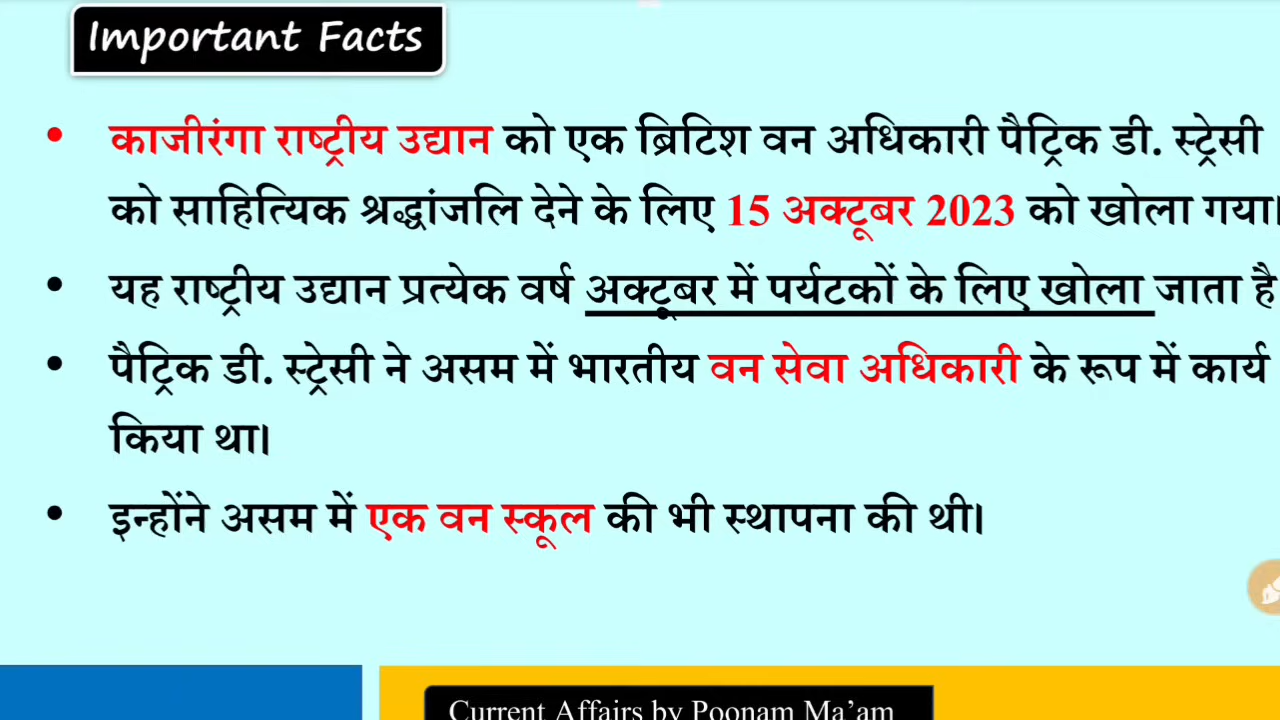 Important Facts
• काजीरंगा राष्ट्रीय उद्यान को एक ब्रिटिश वन अधिकारी पैट्रिक डी. स्ट्रेसी
को साहित्यिक श्रद्धांजलि देने के लिए 15 अक्टूबर 2023 को खोला गया।
• यह राष्ट्रीय उद्यान प्रत्येक वर्ष अक्टूबर में पर्यटकों के लिए खोला जाता है
• पैट्रिक डी. स्ट्रेसी ने असम में भारतीय वन सेवा अधिकारी के रूप में कार्य
किया था।
• इन्होंने असम में एक वन स्कूल की भी स्थापना की थी।
Current Affairs by Poonam Ma'am